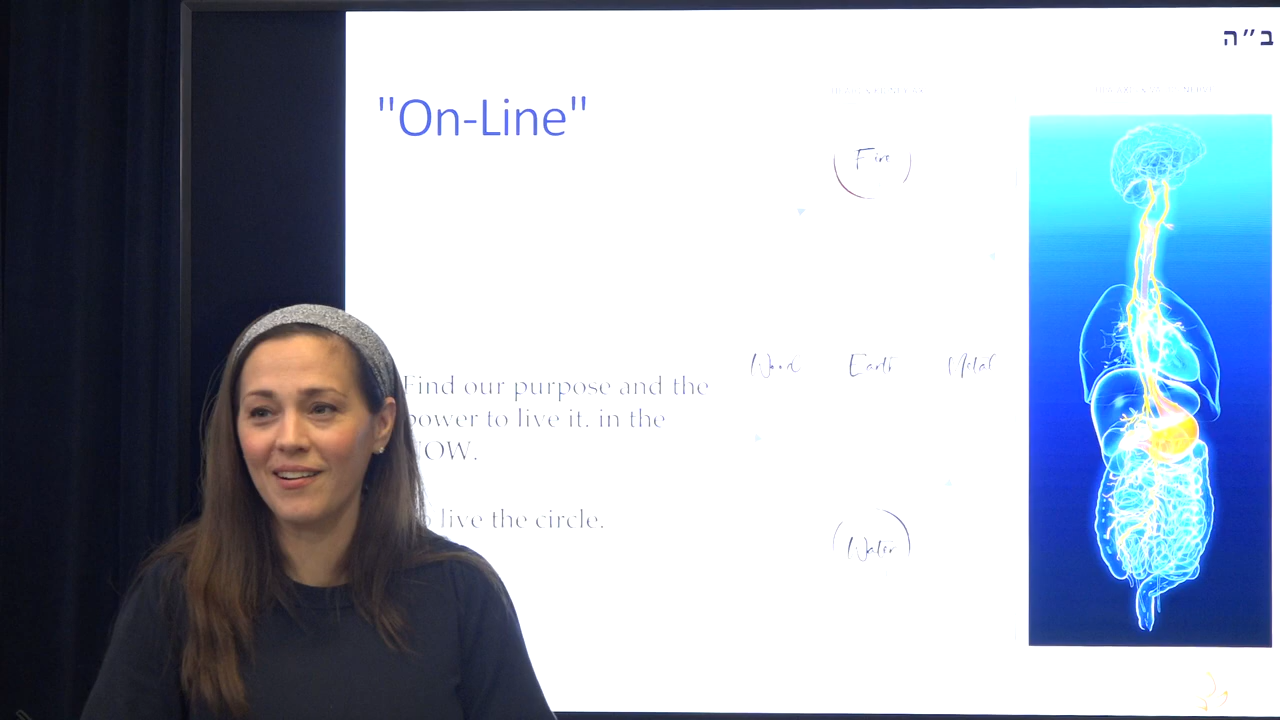 ב״ה
"On-Line"
Fire
Wood Earth Metal
Find our purpose and the
power to live it. in the
OW.
live the circle.
Water